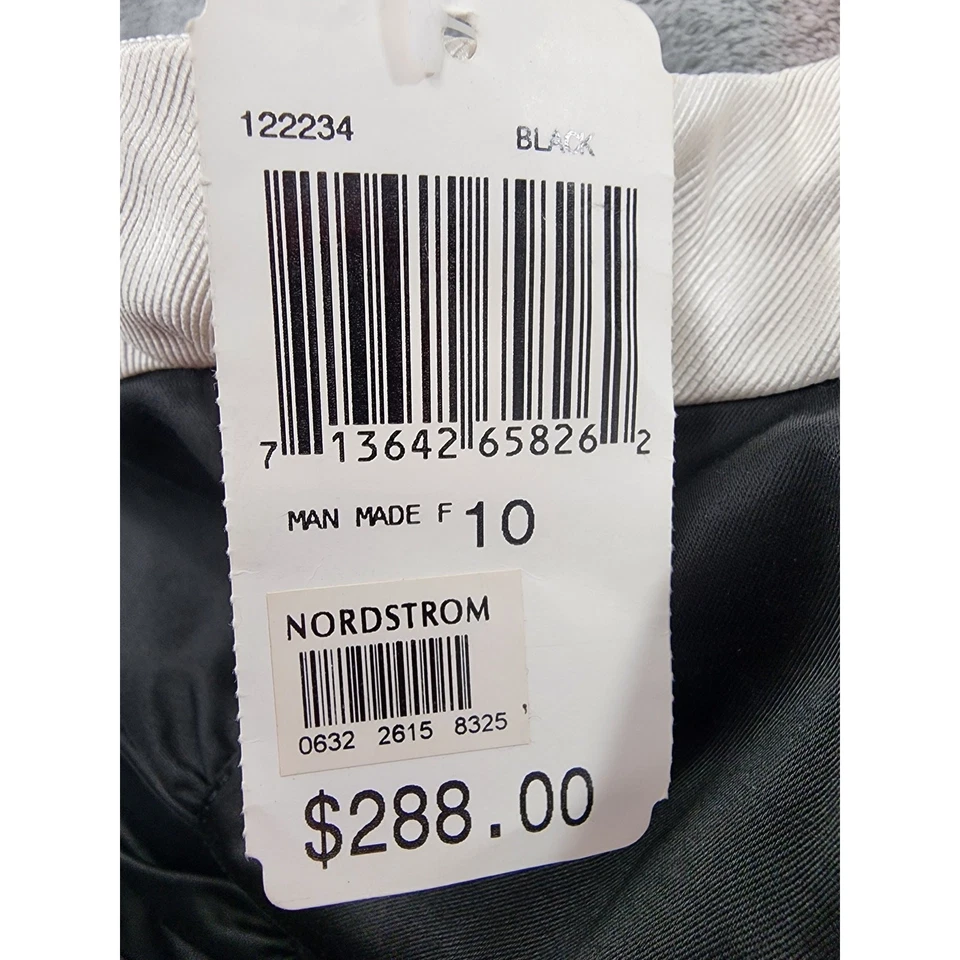 122234 BLACK
7 13642 65826 2
MAN MADE F 10
NORDSTROM
0632 2615 8325
$288.00